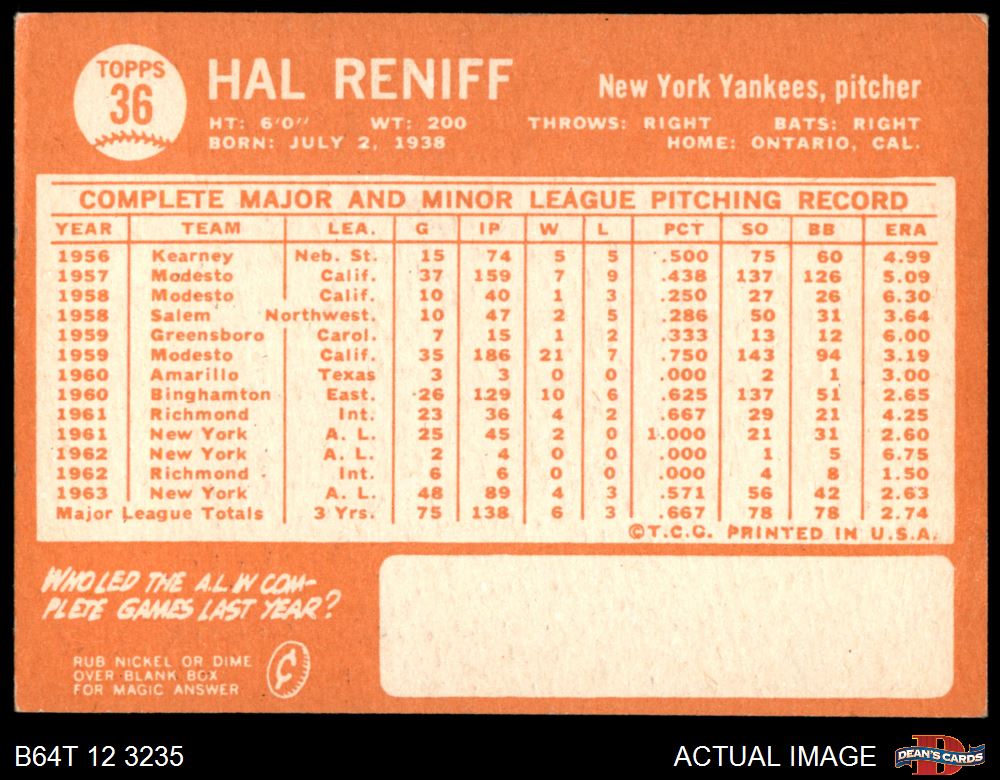 TOPPS
36
HAL RENIFF
New York Yankees, pitcher
HT: 6'0" WT: 200 THROWS: RIGHT BATS: RIGHT
BORN: JULY 2, 1938 HOME: ONTARIO, CAL.
COMPLETE MAJOR AND MINOR LEAGUE PITCHING RECORD
YEAR TEAM LEA. G IP W L PCT SO BB ERA
1956 Kearney Neb. St. 15 74 5 5 .500 75 60 4.99
1957 Modesto Calif. 37 159 7 9 .438 137 126 5.09
1958 Modesto Calif. 10 40 1 3 .250 27 26 6.30
1958 Salem Northwest. 10 47 2 5 .286 50 31 3.64
1959 Greensboro Carol. 7 15 1 2 .333 13 12 6.00
1959 Modesto Calif. 35 186 21 7 .750 143 94 3.19
1960 Amarillo Texas 3 3 0 0 .000 2 1 3.00
1960 Binghamton East. 26 129 10 6 .625 137 51 2.65
1961 Richmond Int. 23 36 4 2 .667 29 21 4.25
1961 New York A. L. 25 45 2 0 1.000 21 31 2.60
1962 New York A. L. 2 4 0 0 .000 1 5 6.75
1962 Richmond Int. 6 6 0 0 .000 4 8 1.50
1963 New York A. L. 48 89 4 3 .571 56 42 2.63
Major League Totals 3 Yrs. 75 138 6 3 .667 78 78 2.74
©T.C.G. PRINTED IN U.S.A.
WHO LED THE A.L. IN COM-
PLETE GAMES LAST YEAR?
RUB NICKEL OR DIME
OVER BLANK BOX
FOR MAGIC ANSWER
¢
B64T 12 3235 ACTUAL IMAGE
D
DEAN'S CARDS